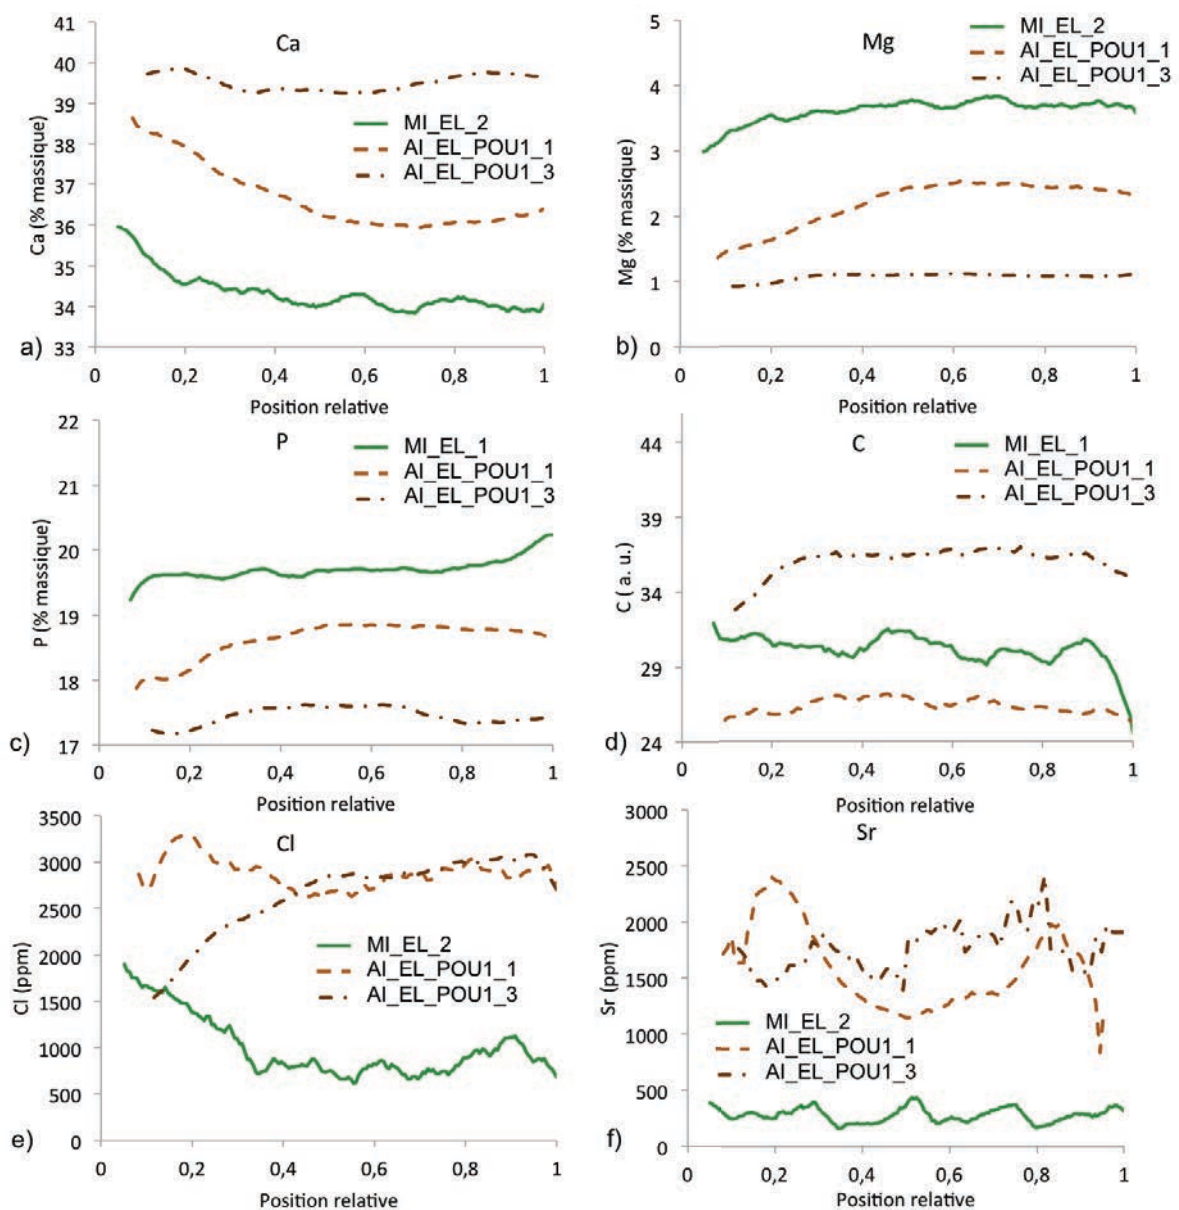 Ca
Ca (% massique)
41
40
39
38
37
36
35
34
33
MI_EL_2
AI_EL_POU1_1
AI_EL_POU1_3
0
0,2
0,4
0,6
0,8
1
Position relative
a)
Mg
Mg (% massique)
5
4
3
2
1
0
MI_EL_2
AI_EL_POU1_1
AI_EL_POU1_3
0
0,2
0,4
0,6
0,8
1
Position relative
b)
P
P (% massique)
22
21
20
19
18
17
MI_EL_1
AI_EL_POU1_1
AI_EL_POU1_3
0
0,2
0,4
0,6
0,8
1
Position relative
c)
C
C ( a. u.)
44
39
34
29
24
MI_EL_1
AI_EL_POU1_1
AI_EL_POU1_3
0
0,2
0,4
0,6
0,8
1
Position relative
d)
Cl
Cl (ppm)
3500
3000
2500
2000
1500
1000
500
0
MI_EL_2
AI_EL_POU1_1
AI_EL_POU1_3
0
0,2
0,4
0,6
0,8
1
Position relative
e)
Sr
Sr (ppm)
3000
2500
2000
1500
1000
500
0
MI_EL_2
AI_EL_POU1_1
AI_EL_POU1_3
0
0,2
0,4
0,6
0,8
1
Position relative
f)